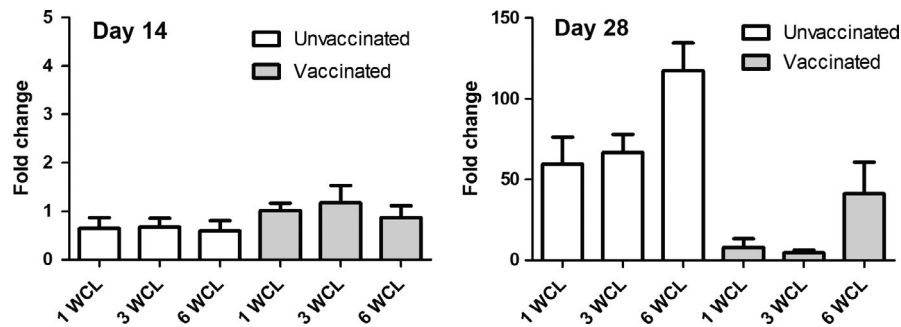 Day 14
Unvaccinated
Vaccinated
Fold change
5
4
3
2
1
0
1 WCL
3 WCL
6 WCL
1 WCL
3 WCL
6 WCL
Day 28
Unvaccinated
Vaccinated
Fold change
150
100
50
0
1 WCL
3 WCL
6 WCL
1 WCL
3 WCL
6 WCL